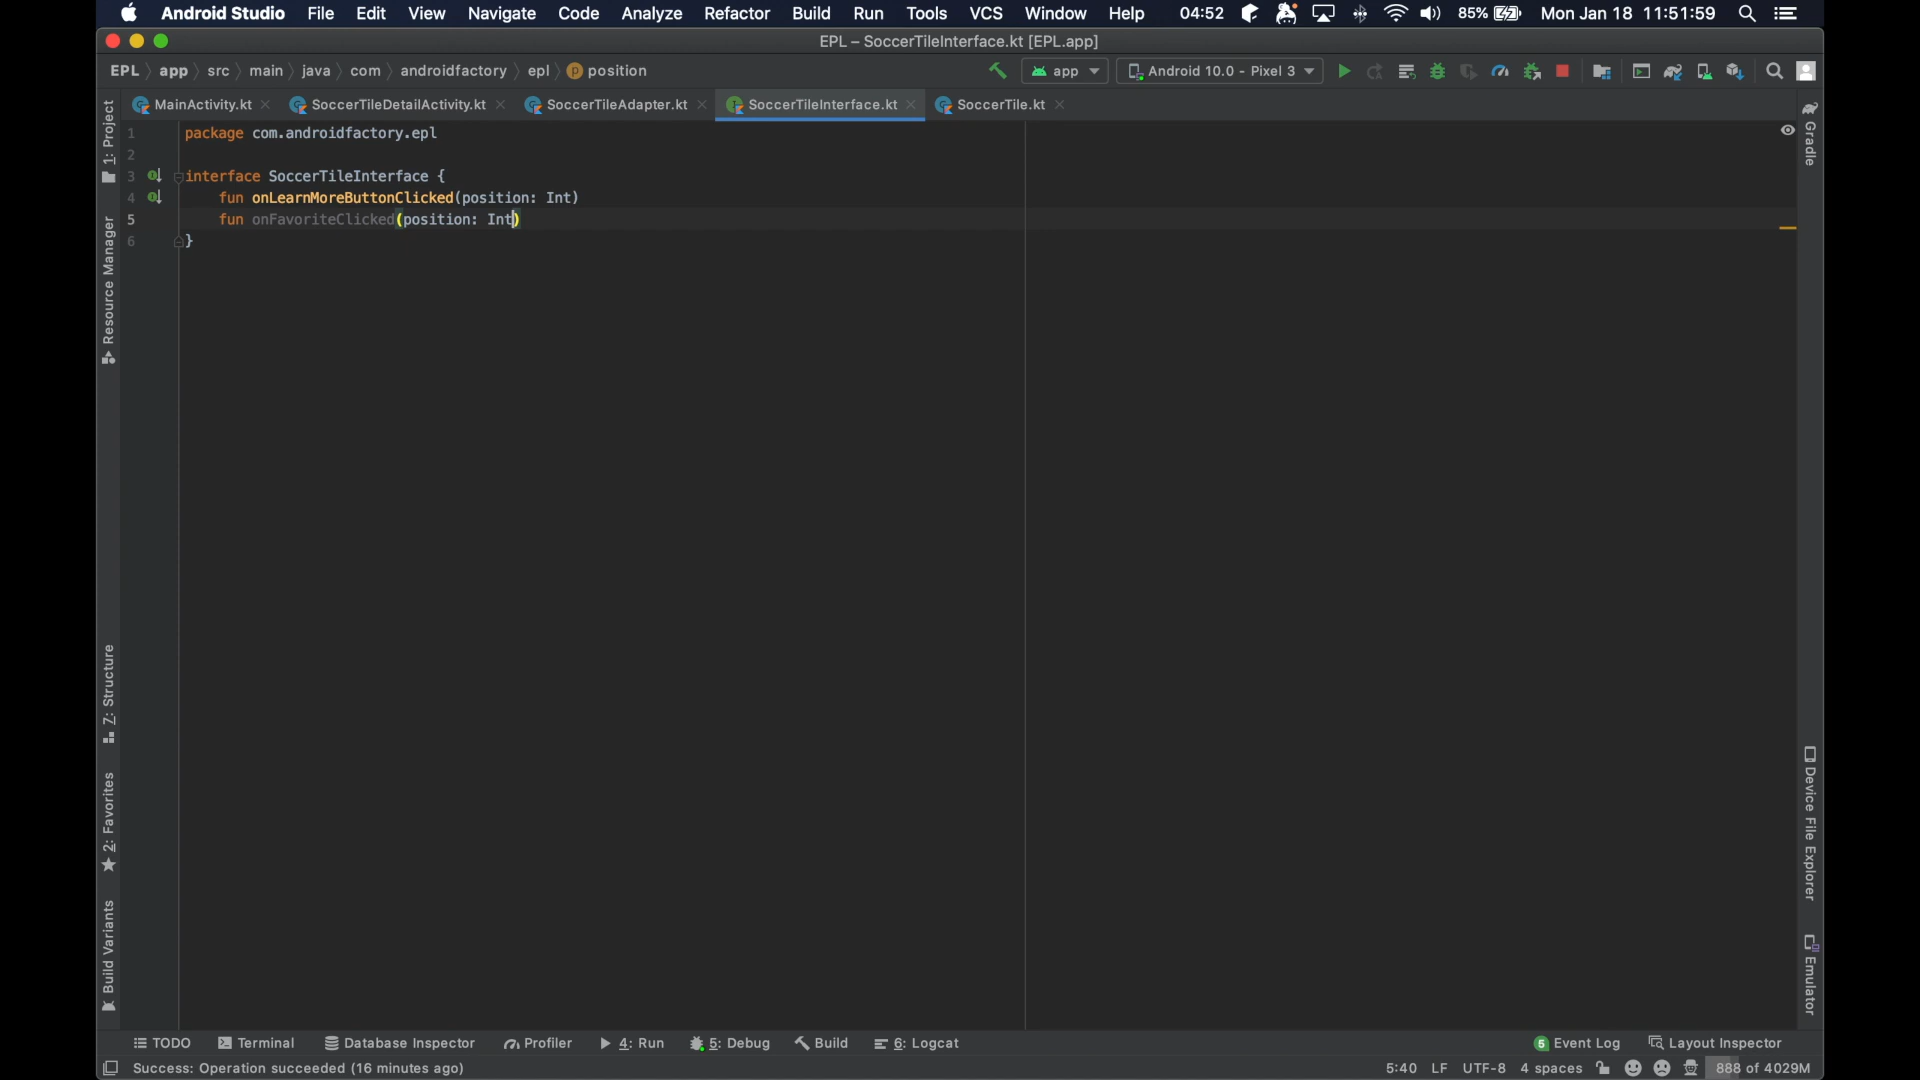 Android Studio File Edit View Navigate Code Analyze Refactor Build Run Tools VCS Window Help 04:52 85% Mon Jan 18 11:51:59
EPL – SoccerTileInterface.kt [EPL.app]
EPL app src main java com androidfactory epl position app Android 10.0 - Pixel 3
MainActivity.kt SoccerTileDetailActivity.kt SoccerTileAdapter.kt SoccerTileInterface.kt SoccerTile.kt
1 package com.androidfactory.epl
2
3 interface SoccerTileInterface {
4 fun onLearnMoreButtonClicked(position: Int)
5 fun onFavoriteClicked(position: Int)
6 }
1: Project
Resource Manager
Z: Structure
2: Favorites
Build Variants
Gradle
Device File Explorer
Emulator
TODO Terminal Database Inspector Profiler 4: Run 5: Debug Build 6: Logcat 5 Event Log Layout Inspector
Success: Operation succeeded (16 minutes ago) 5:40 LF UTF-8 4 spaces 888 of 4029M